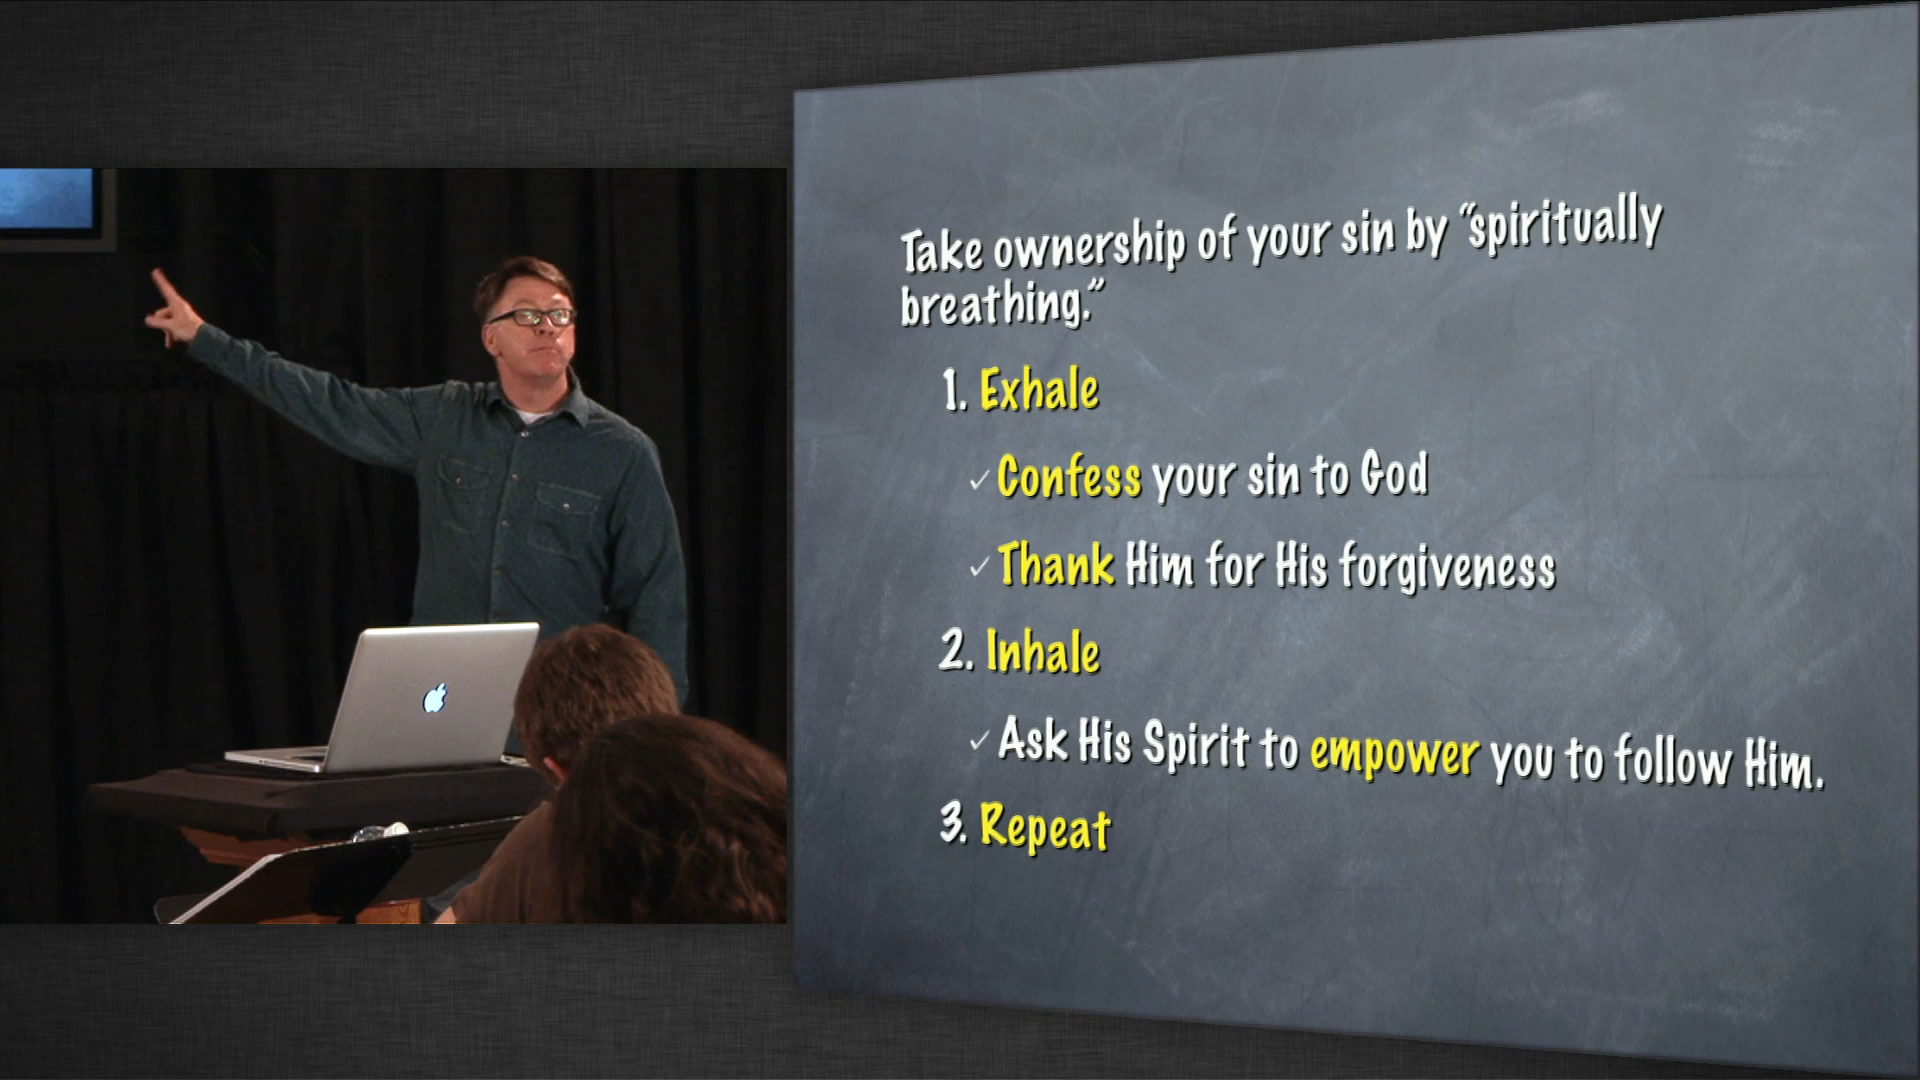 Take ownership of your sin by “spiritually
breathing.”
1. Exhale
✓ Confess your sin to God
✓ Thank Him for His forgiveness
2. Inhale
✓ Ask His Spirit to empower you to follow Him.
3. Repeat